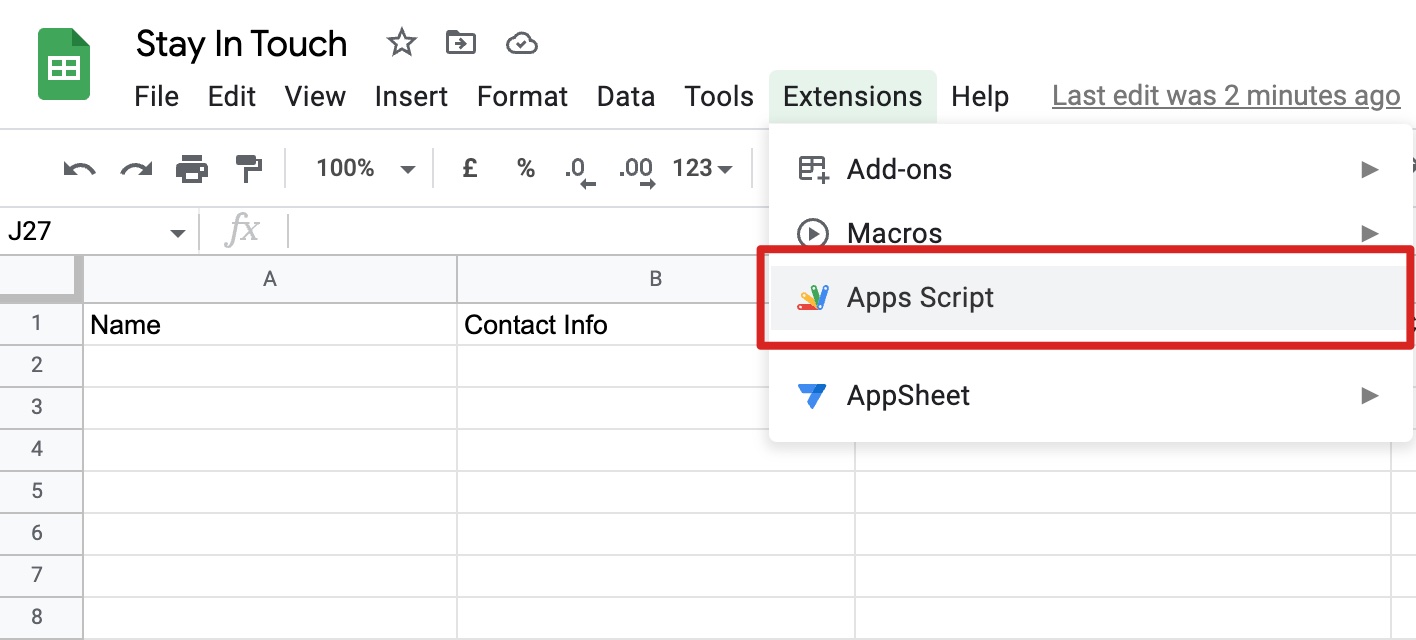 Stay In Touch
File Edit View Insert Format Data Tools Extensions Help Last edit was 2 minutes ago
100% £ % .0 .00 123
Add-ons
J27 fx
Macros
A B
Apps Script
1 Name Contact Info
2
3
AppSheet
4
5
6
7
8